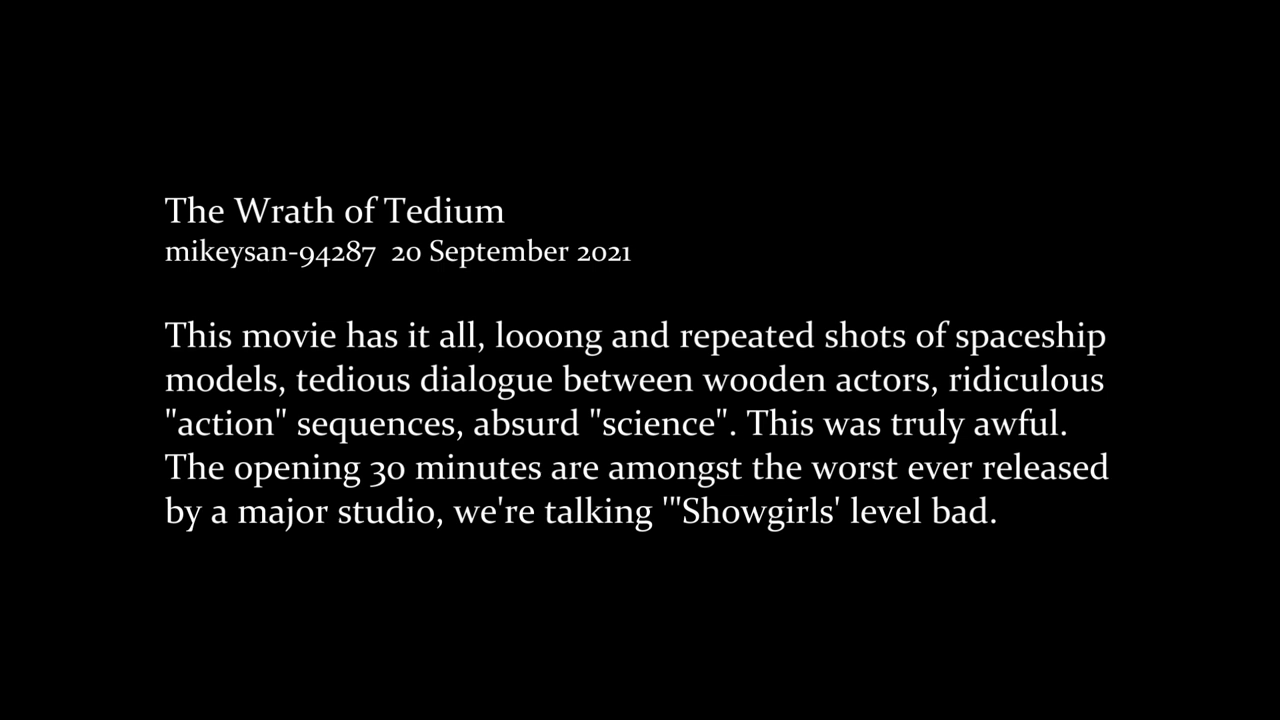 The Wrath of Tedium
mikeysan-94287 20 September 2021
This movie has it all, looong and repeated shots of spaceship
models, tedious dialogue between wooden actors, ridiculous
"action" sequences, absurd "science". This was truly awful.
The opening 30 minutes are amongst the worst ever released
by a major studio, we're talking '"Showgirls' level bad.